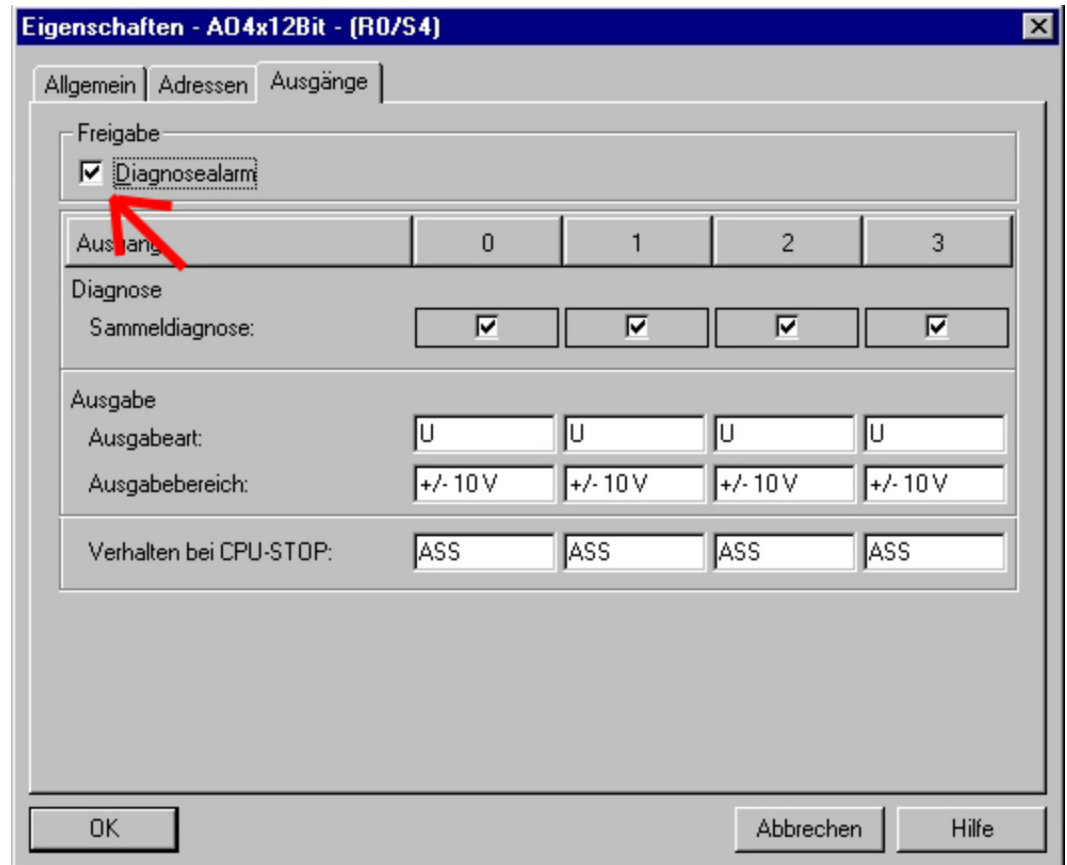 Eigenschaften - AO4x12Bit - (R0/S4)
Allgemein Adressen Ausgänge
Freigabe
Diagnosealarm
0 1 2 3
Diagnose
Sammeldiagnose:
Ausgabe
Ausgabeart: U U U U
Ausgabebereich: +/- 10 V +/- 10 V +/- 10 V +/- 10 V
Verhalten bei CPU-STOP: ASS ASS ASS ASS
OK Abbrechen Hilfe